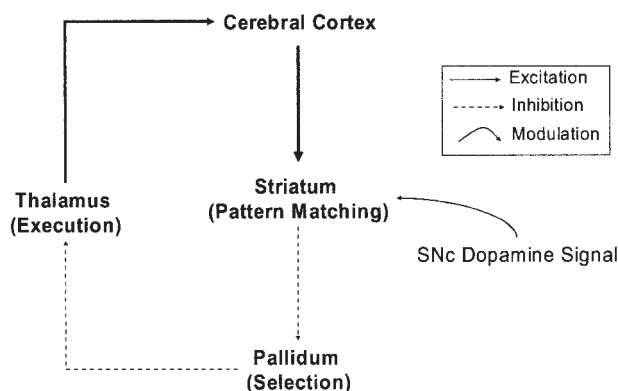 Cerebral Cortex
Excitation
Inhibition
Modulation
Striatum
(Pattern Matching)
Thalamus
(Execution)
SNc Dopamine Signal
Pallidum
(Selection)